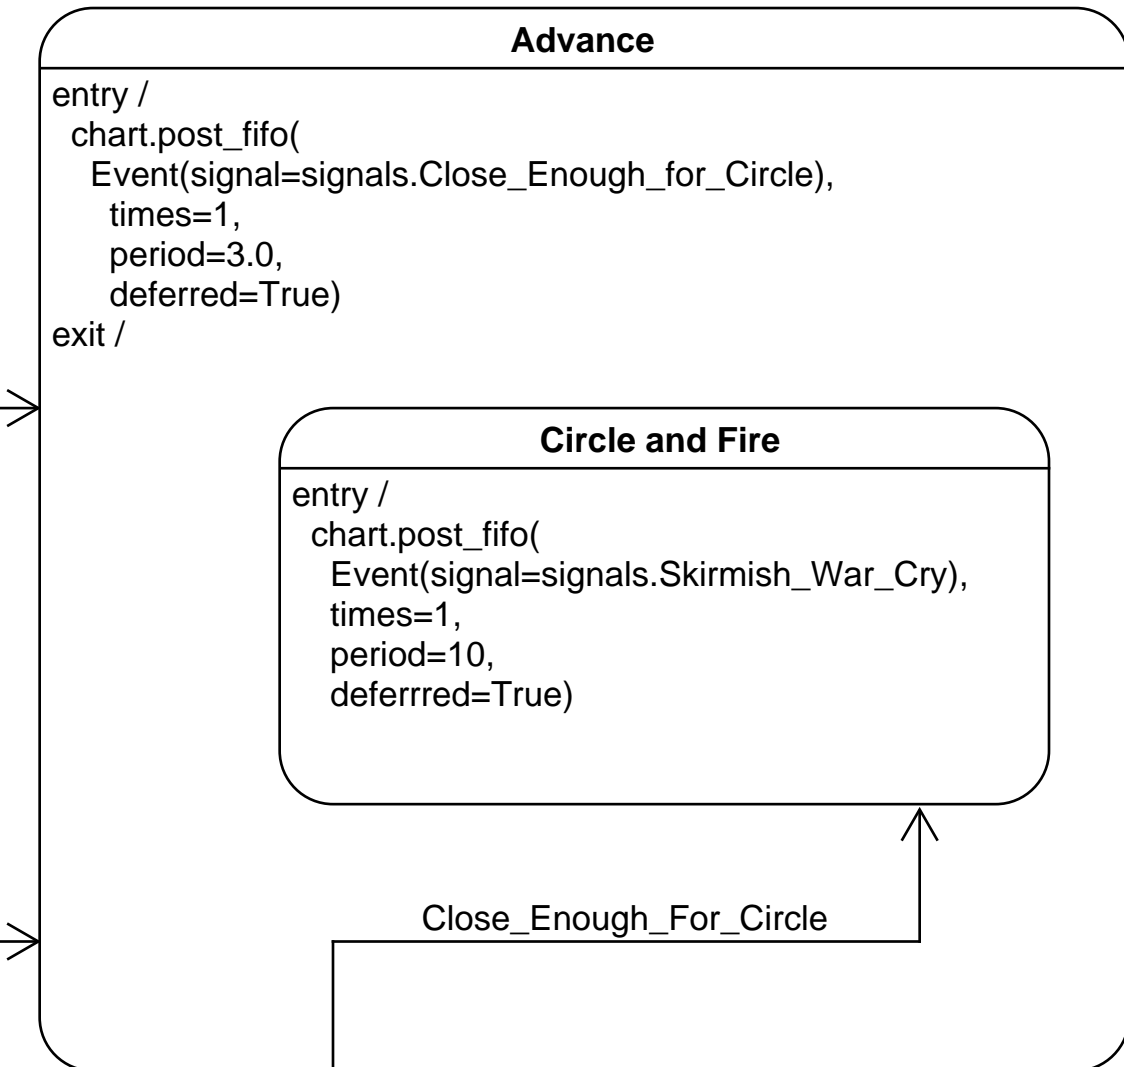 Advance
entry /
chart.post_fifo(
Event(signal=signals.Close_Enough_for_Circle),
times=1,
period=3.0,
deferred=True)
exit /
Circle and Fire
entry /
chart.post_fifo(
Event(signal=signals.Skirmish_War_Cry),
times=1,
period=10,
deferrred=True)
Close_Enough_For_Circle